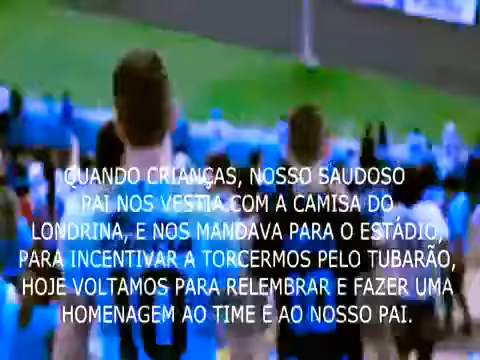 QUANDO CRIANÇAS, NOSSO SAUDOSO
PAI NOS VESTIA COM A CAMISA DO
LONDRINA, E NOS MANDAVA PARA O ESTÁDIO,
PARA INCENTIVAR A TORCERMOS PELO TUBARÃO,
HOJE VOLTAMOS PARA RELEMBRAR E FAZER UMA
HOMENAGEM AO TIME E AO NOSSO PAI.
10